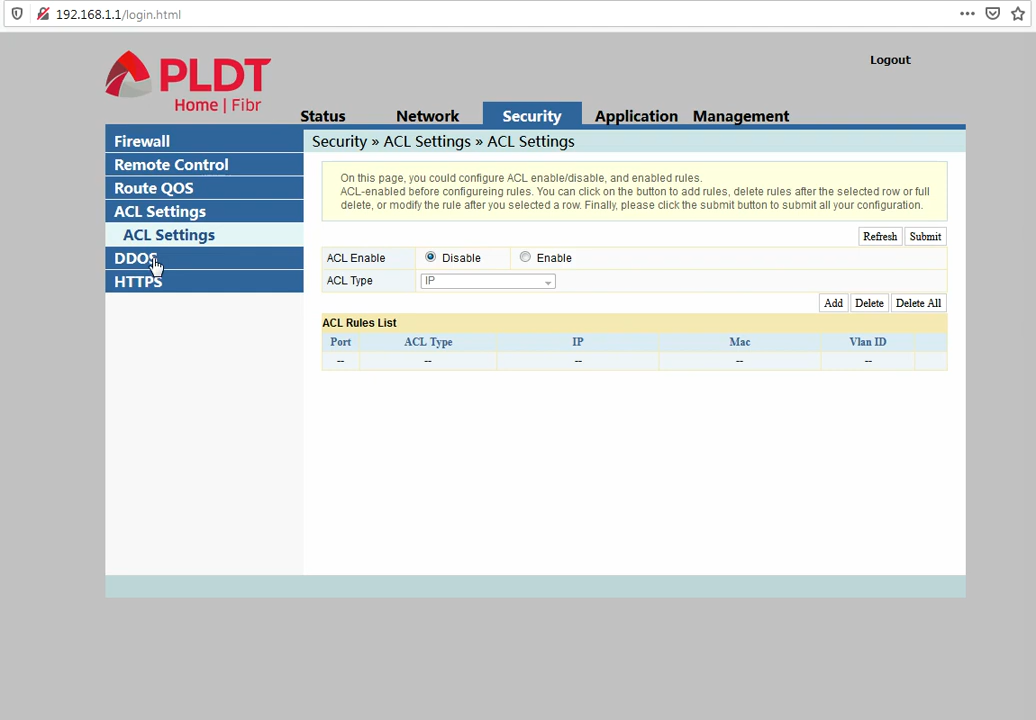 192.168.1.1/login.html
PLDT
Home | Fibr
Logout
Status Network Security Application Management
Firewall
Remote Control
Route QOS
ACL Settings
ACL Settings
DDOS
HTTPS
Security » ACL Settings » ACL Settings
On this page, you could configure ACL enable/disable, and enabled rules.
ACL-enabled before configureing rules. You can click on the button to add rules, delete rules after the selected row or full
delete, or modify the rule after you selected a row. Finally, please click the submit button to submit all your configuration.
Refresh Submit
ACL Enable Disable Enable
ACL Type IP
Add Delete Delete All
ACL Rules List
Port ACL Type IP Mac Vlan ID
-- -- -- -- --